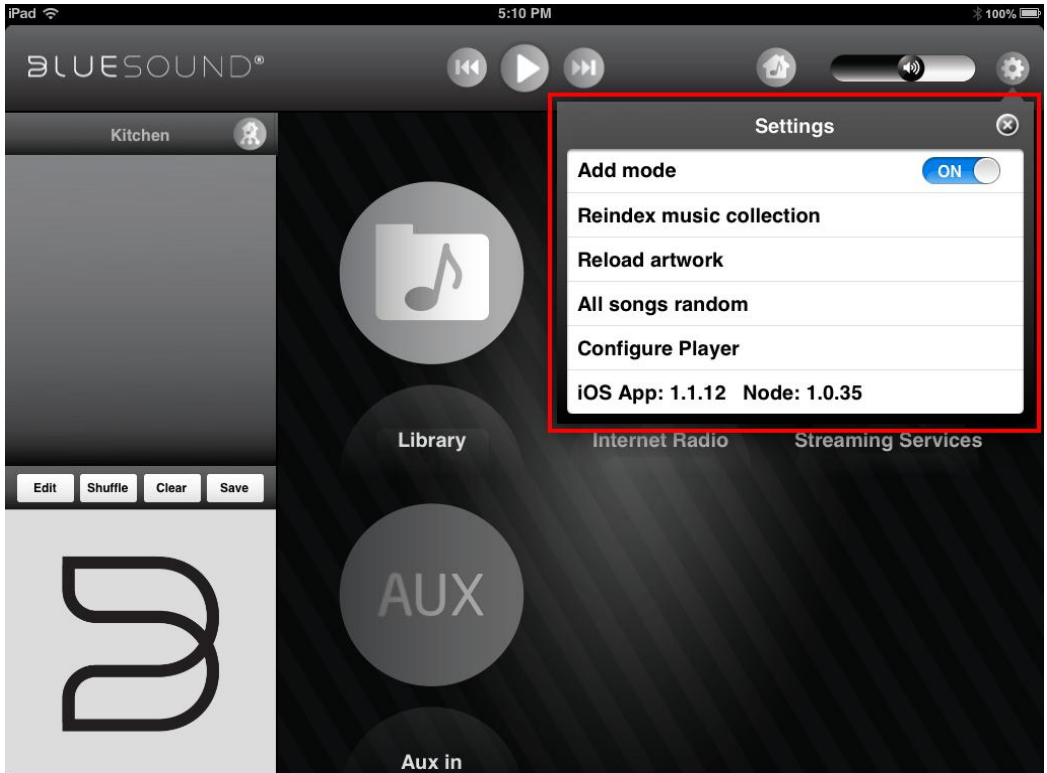 iPad 5:10 PM 100%
BLUESOUND®
Kitchen
Settings
Add mode ON
Reindex music collection
Reload artwork
All songs random
Configure Player
iOS App: 1.1.12 Node: 1.0.35
Library Internet Radio Streaming Services
Edit Shuffle Clear Save
AUX
Aux in